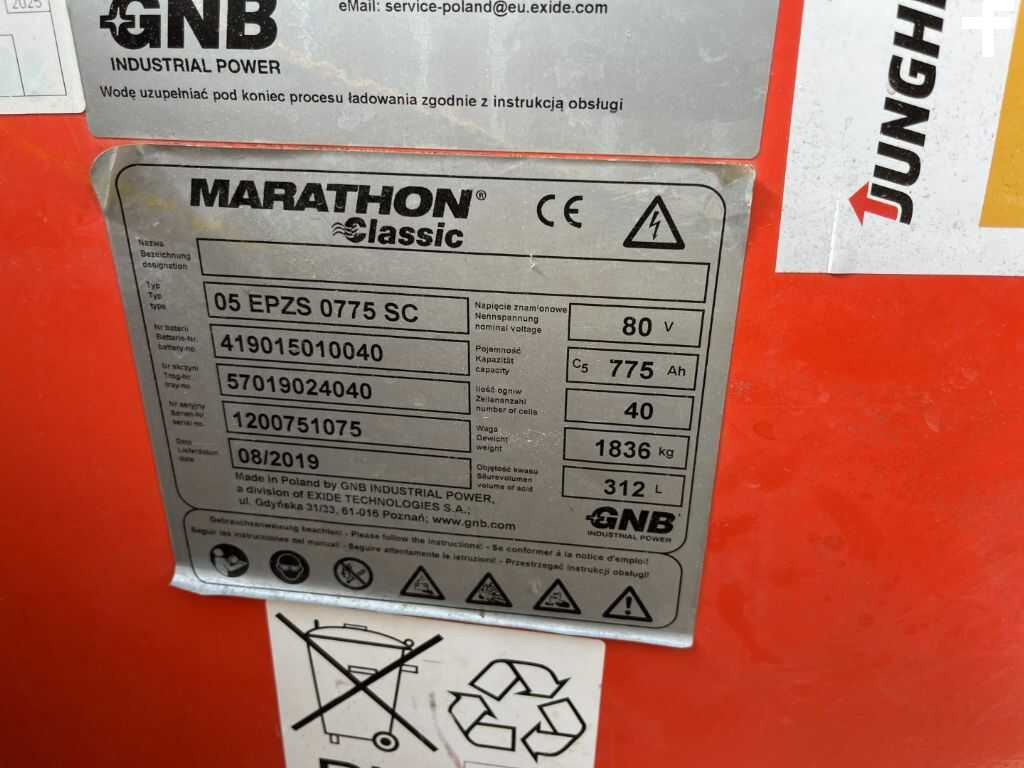 2025
eMail: service-poland@eu.exide.com
GNB
INDUSTRIAL POWER
Wodę uzupełniać pod koniec procesu ładowania zgodnie z instrukcją obsługi
JUNGH
MARATHON®
Classic
CE
Nazwa
Bezeichnung
designation
Typ
Typ
type
05 EPZS 0775 SC
Napięcie znamionowe
Nennspannung
nominal voltage
80 V
Nr baterii
Batterie-Nr.
battery-no.
419015010040
Pojemność
Kapazität
capacity
C5 775 Ah
Nr skrzyni
Trog-Nr.
tray-no.
57019024040
Ilość ogniw
Zellenanzahl
number of cells
40
Nr seryjny
Serien-Nr.
serial-no.
1200751075
Waga
Gewicht
weight
1836 kg
Data
Lieferdatum
date
08/2019
Objętość kwasu
Säurevolumen
volume of acid
312 L
Made in Poland by GNB INDUSTRIAL POWER,
a division of EXIDE TECHNOLOGIES S.A.;
ul. Gdyńska 31/33, 61-016 Poznań; www.gnb.com
GNB
INDUSTRIAL POWER
Gebrauchsanweisung beachten! - Please follow the instructions! - Se conformer á la notice d'emploi!
Seguir les instrucciones del manual! - Seguire attentamente le istruzioni! - Przestrzegać instrukcji obsługi!